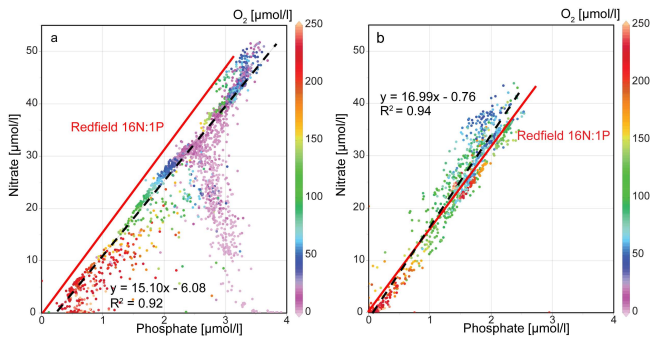 O₂ [μmol/l]
a
50
40
30
20
10
0
Nitrate [μmol/l]
Redfield 16N:1P
y = 15.10x - 6.08
R² = 0.92
0 1 2 3 4
Phosphate [μmol/l]
250
200
150
100
50
0
O₂ [μmol/l]
b
50
40
30
20
10
0
Nitrate [μmol/l]
y = 16.99x - 0.76
R² = 0.94
Redfield 16N:1P
0 1 2 3 4
Phosphate [μmol/l]
250
200
150
100
50
0